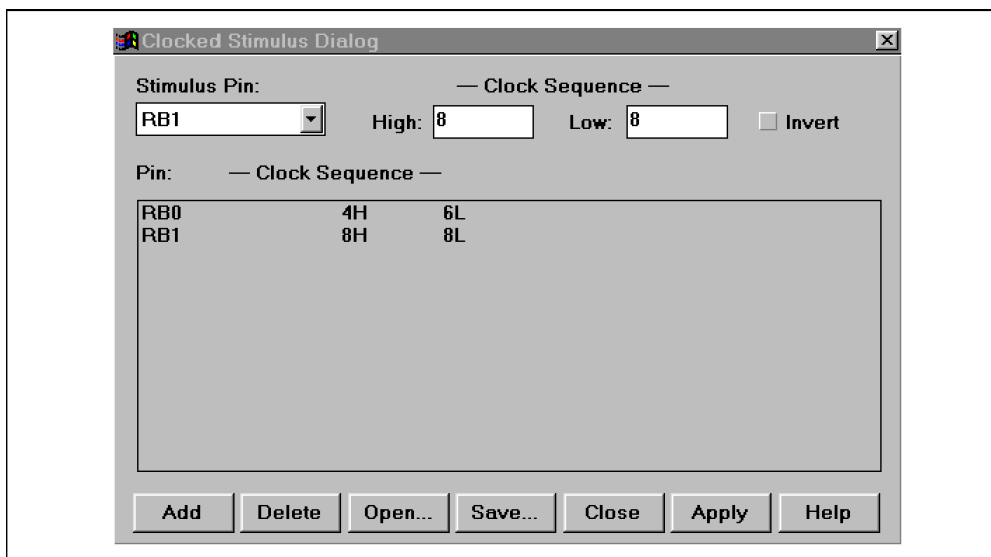 Clocked Stimulus Dialog
Stimulus Pin: — Clock Sequence —
RB1 High: 8 Low: 8 Invert
Pin: — Clock Sequence —
RB0 4H 6L
RB1 8H 8L
Add Delete Open... Save... Close Apply Help